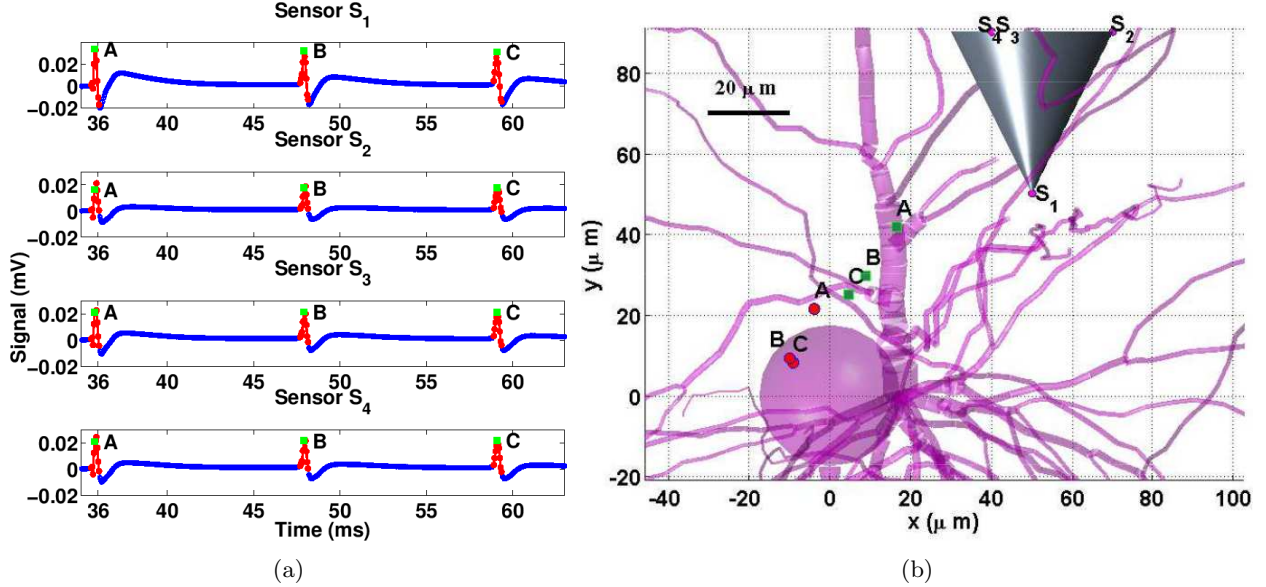 Sensor S1
A B C
0.02
0
−0.02
36 40 45 50 55 60
Sensor S2
A B C
0.02
0
−0.02
36 40 45 50 55 60
Sensor S3
A B C
0.02
0
−0.02
36 40 45 50 55 60
Sensor S4
A B C
0.02
0
−0.02
36 40 45 50 55 60
Signal (mV)
Time (ms)
(a)
S4 S3 S2
20 μ m
S1
A
B
C
A
B C
80
60
40
20
0
−20
y (μ m)
−40 −20 0 20 40 60 80 100
x (μ m)
(b)